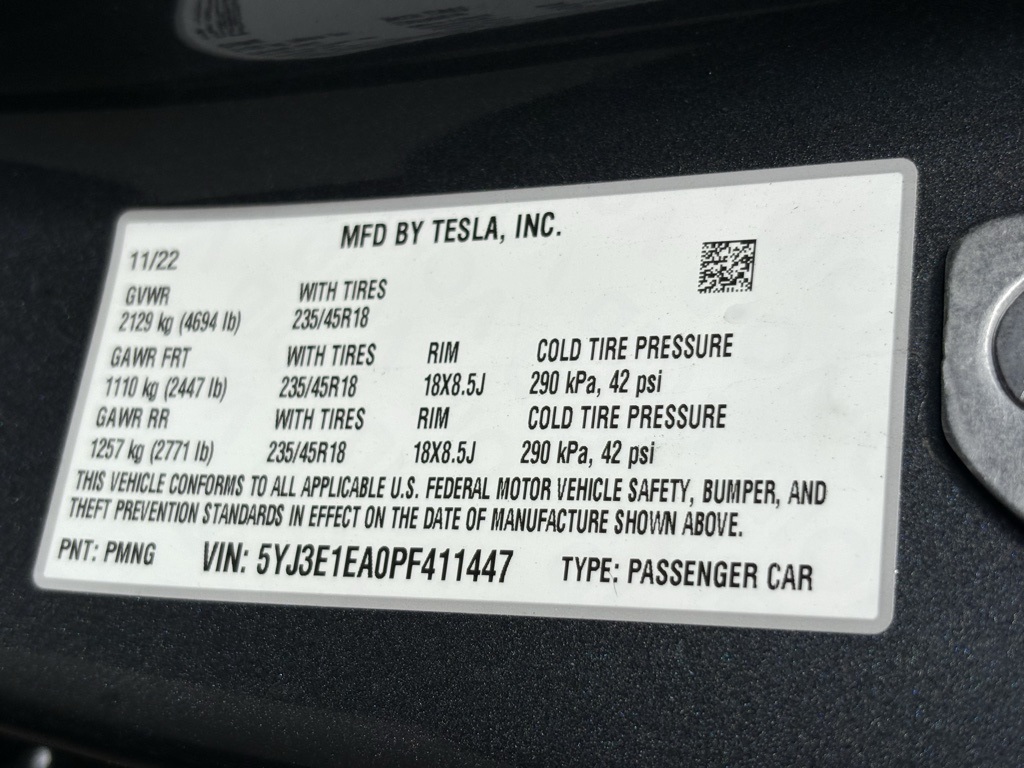 MFD BY TESLA, INC.
11/22
GVWR WITH TIRES
2129 kg (4694 lb) 235/45R18
GAWR FRT WITH TIRES RIM COLD TIRE PRESSURE
1110 kg (2447 lb) 235/45R18 18X8.5J 290 kPa, 42 psi
GAWR RR WITH TIRES RIM COLD TIRE PRESSURE
1257 kg (2771 lb) 235/45R18 18X8.5J 290 kPa, 42 psi
THIS VEHICLE CONFORMS TO ALL APPLICABLE U.S. FEDERAL MOTOR VEHICLE SAFETY, BUMPER, AND
THEFT PREVENTION STANDARDS IN EFFECT ON THE DATE OF MANUFACTURE SHOWN ABOVE.
PNT: PMNG VIN: 5YJ3E1EA0PF411447 TYPE: PASSENGER CAR